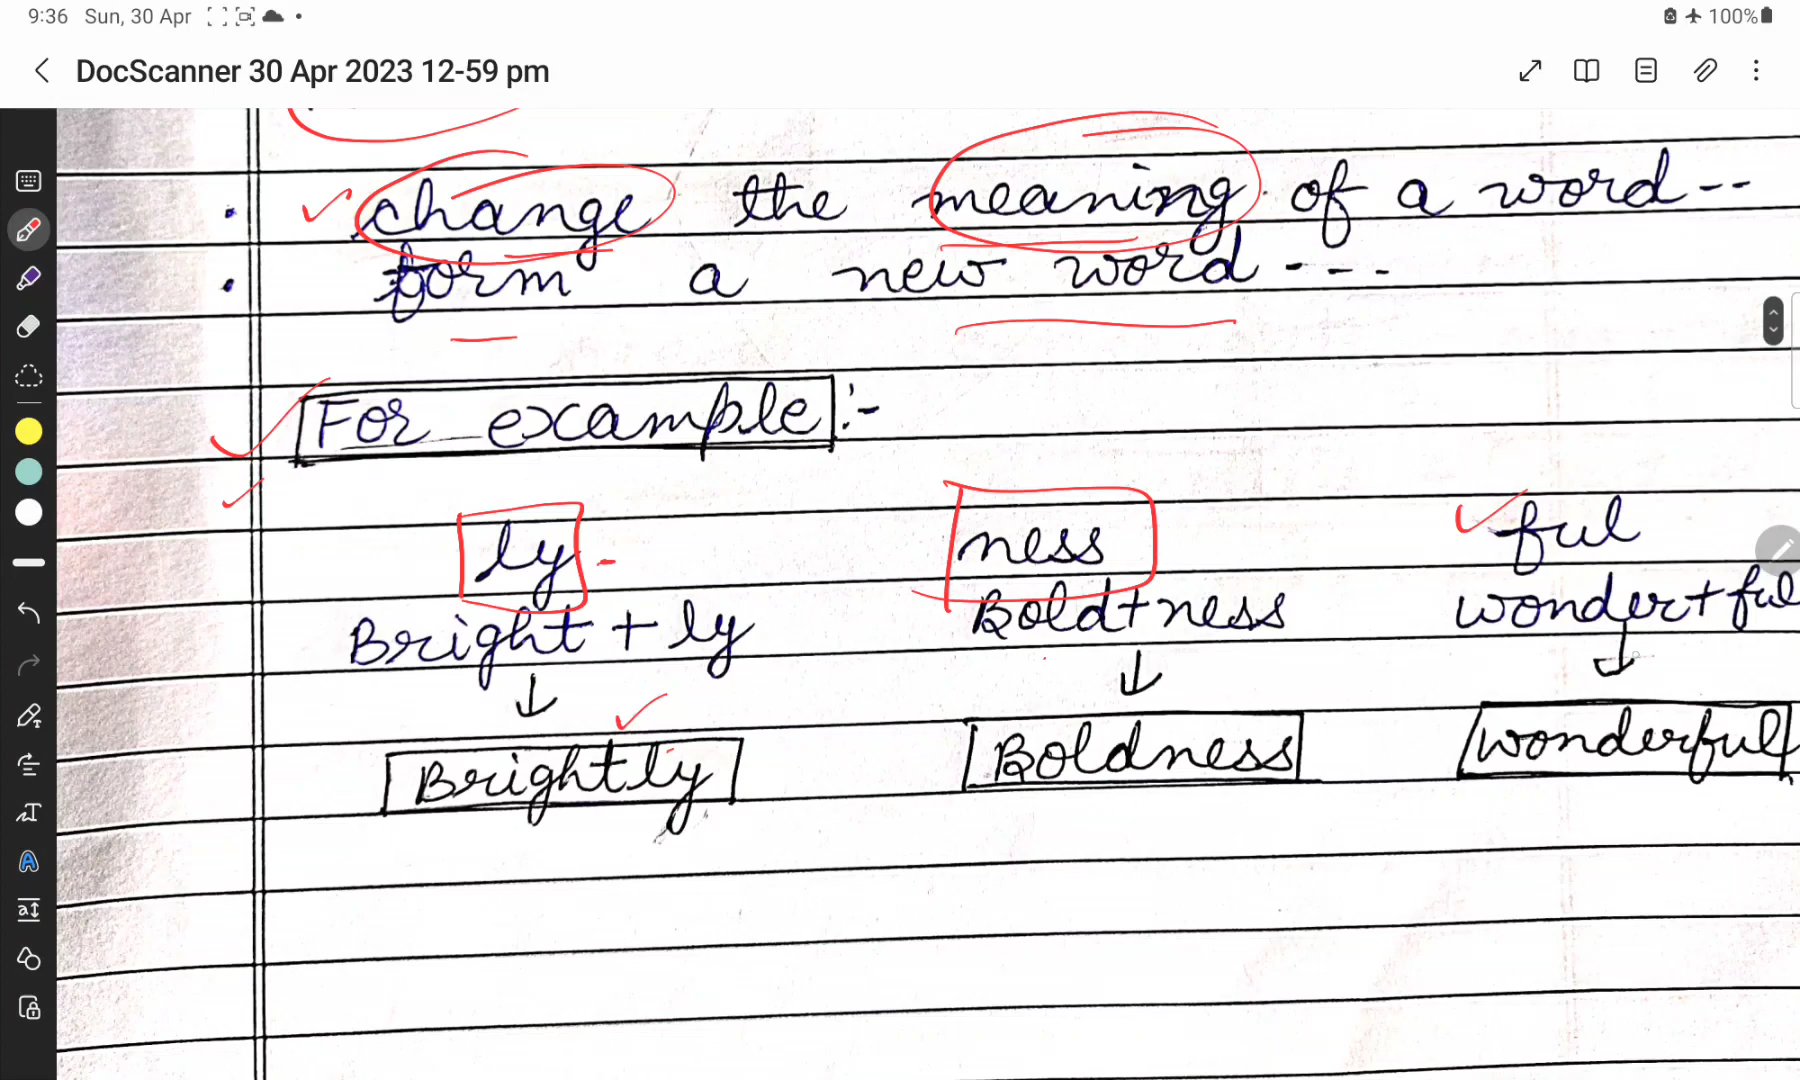 9:36 Sun, 30 Apr 100%
DocScanner 30 Apr 2023 12-59 pm
• change the meaning of a word--
• form a new word ---
For example :-
ly ness ful
Bright + ly Bold+ness wonder+ful
↓ ↓ ↓
Brightly Boldness wonderful